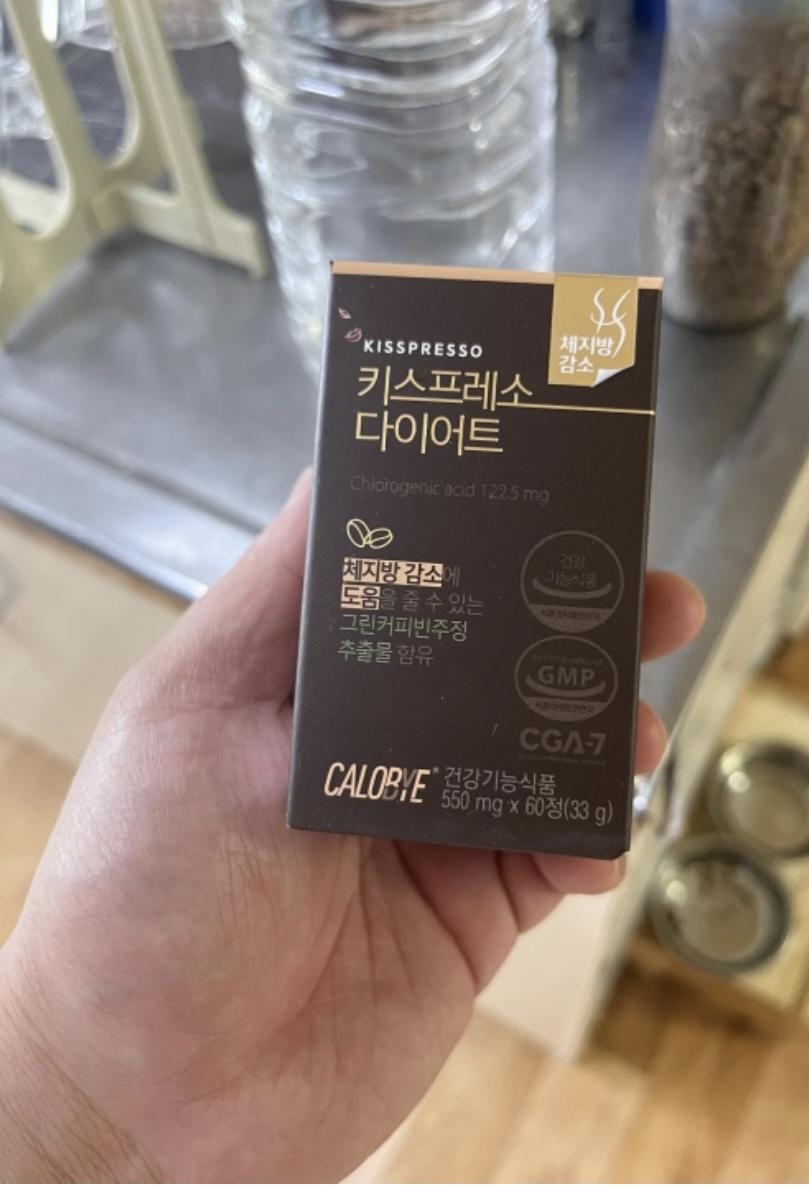 체지방
감소
KISSPRESSO
키스프레소
다이어트
Chlorogenic acid 122.5 mg
체지방 감소에
도움을 줄 수 있는
그린커피빈주정
추출물 함유
건강
기능식품
GMP
CGA-7
CALOBYE
건강기능식품
550 mg x 60정(33 g)